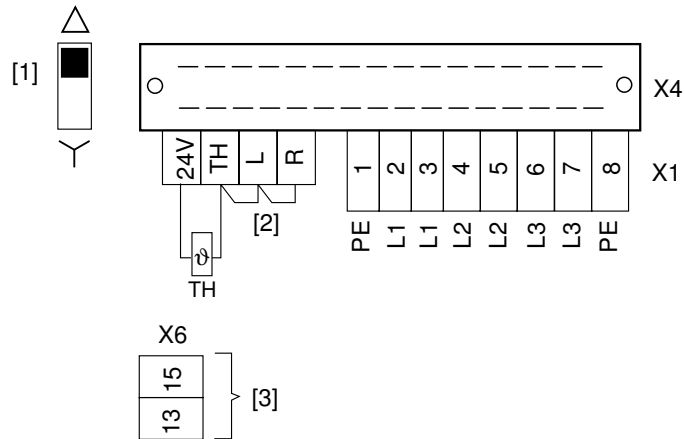 [1]
X4
24V TH L R
1 2 3 4 5 6 7 8
X1
[2]
PE L1 L1 L2 L2 L3 L3 PE
ϑ
TH
X6
15
13
[3]